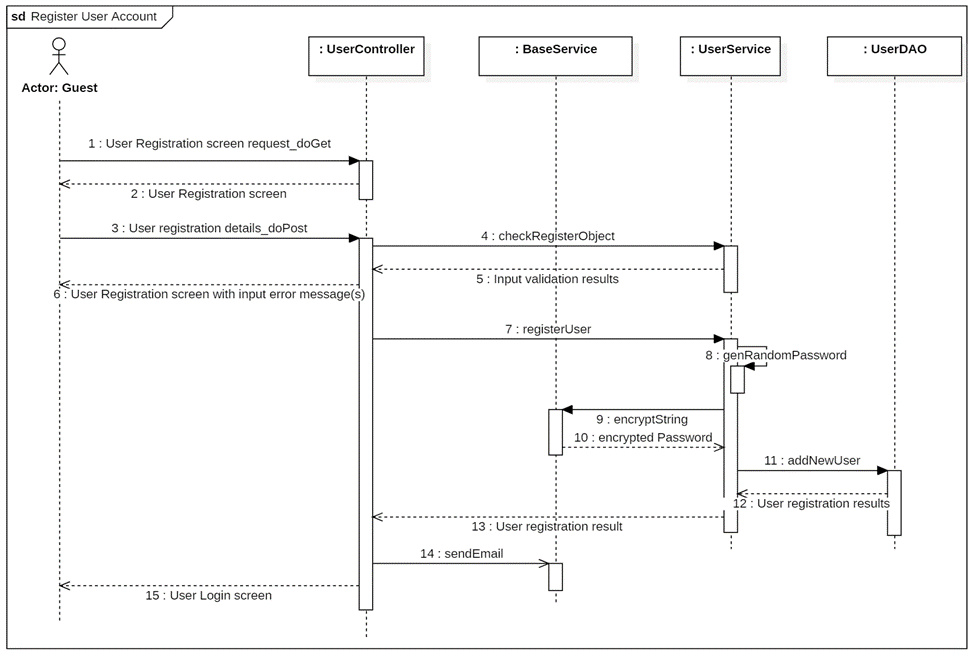 sd Register User Account
: UserController
: BaseService
: UserService
: UserDAO
Actor: Guest
1 : User Registration screen request_doGet
2 : User Registration screen
3 : User registration details_doPost
4 : checkRegisterObject
5 : Input validation results
6 : User Registration screen with input error message(s)
7 : registerUser
8 : genRandomPassword
9 : encryptString
10 : encrypted Password
11 : addNewUser
12 : User registration results
13 : User registration result
14 : sendEmail
15 : User Login screen